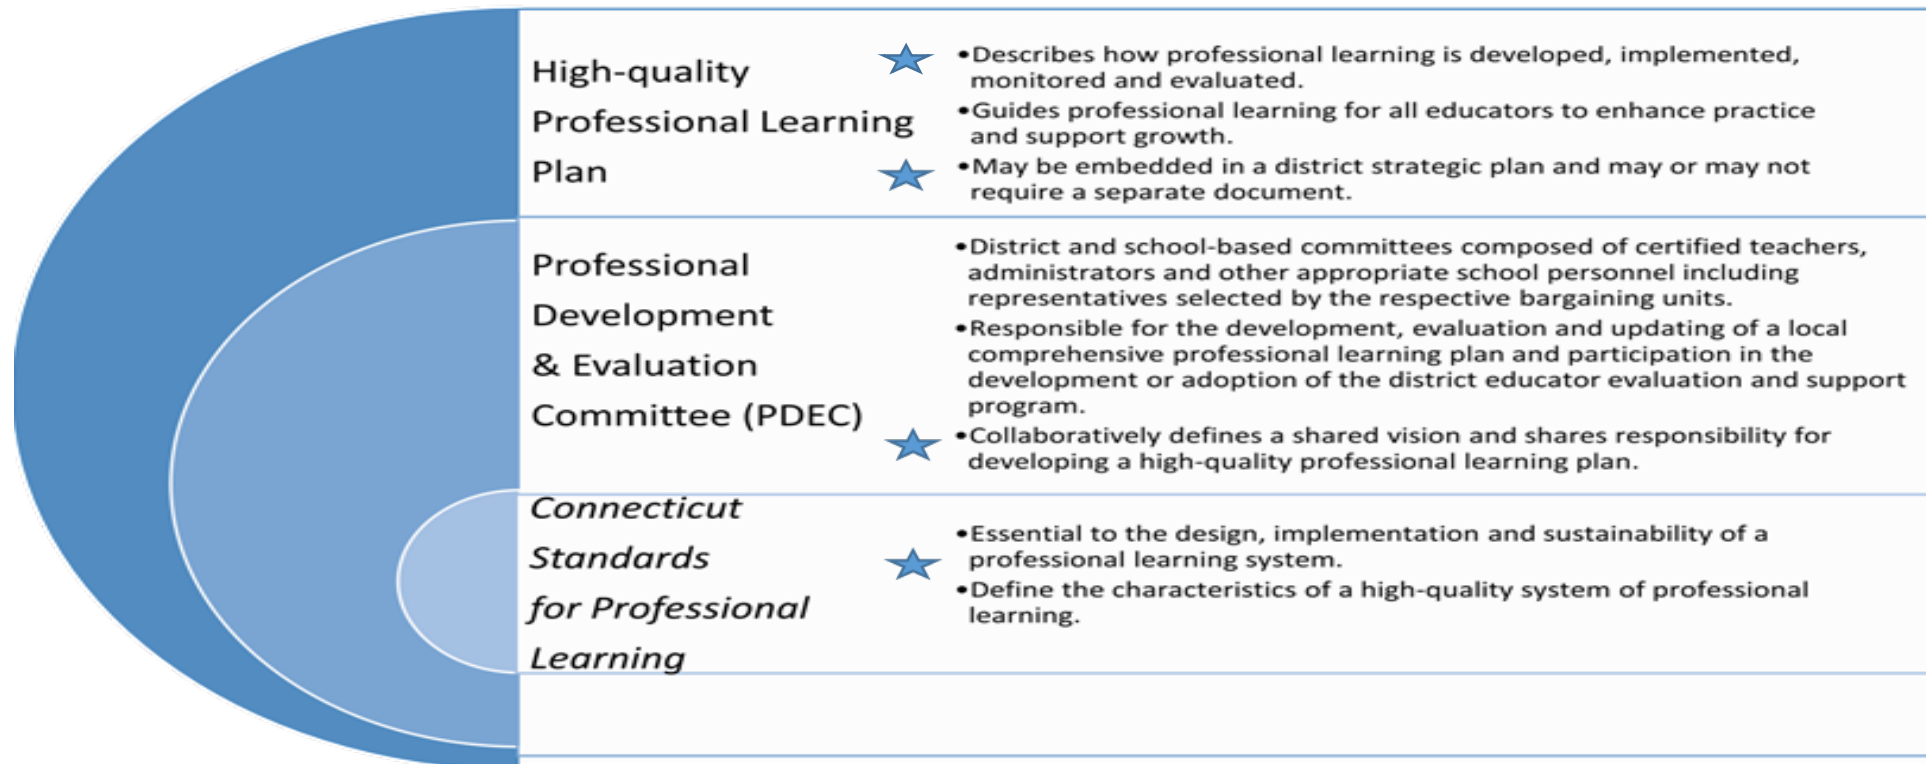 High-quality
Professional Learning
Plan
•Describes how professional learning is developed, implemented,
monitored and evaluated.
•Guides professional learning for all educators to enhance practice
and support growth.
•May be embedded in a district strategic plan and may or may not
require a separate document.
Professional
Development
& Evaluation
Committee (PDEC)
•District and school-based committees composed of certified teachers,
administrators and other appropriate school personnel including
representatives selected by the respective bargaining units.
•Responsible for the development, evaluation and updating of a local
comprehensive professional learning plan and participation in the
development or adoption of the district educator evaluation and support
program.
•Collaboratively defines a shared vision and shares responsibility for
developing a high-quality professional learning plan.
Connecticut
Standards
for Professional
Learning
•Essential to the design, implementation and sustainability of a
professional learning system.
•Define the characteristics of a high-quality system of professional
learning.